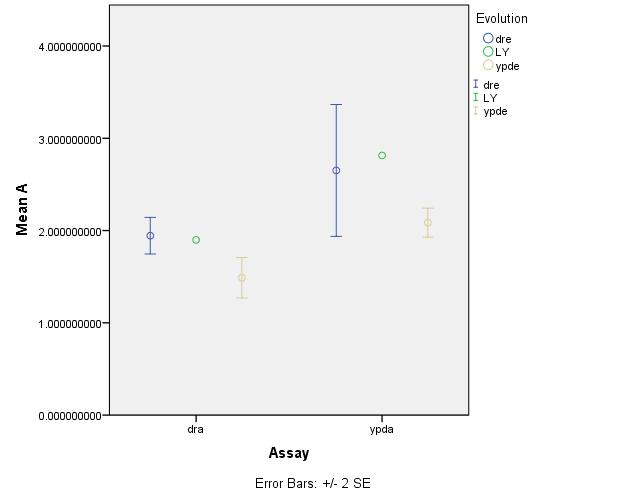 Evolution
dre
LY
ypde
dre
LY
ypde
4.000000000
3.000000000
2.000000000
1.000000000
0.000000000
Mean A
dra
ypda
Assay
Error Bars: +/- 2 SE